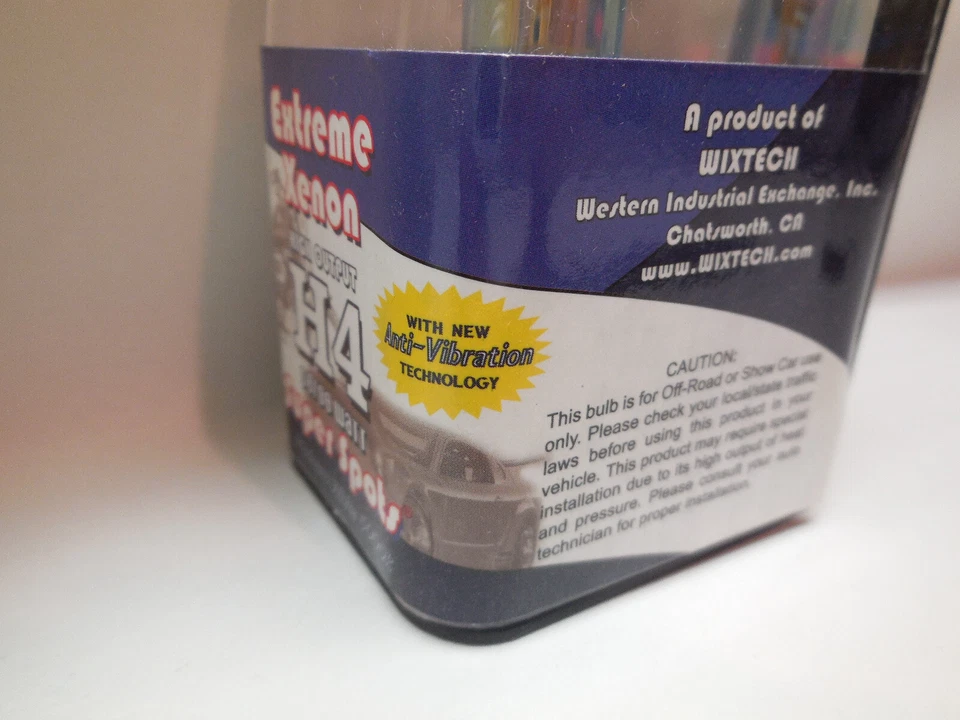 Extreme
Xenon
OUTPUT
H4
Watt
Super Spots
WITH NEW
Anti-Vibration
TECHNOLOGY
A product of
WIXTECH
Western Industrial Exchange, Inc.
Chatsworth, CA
www.WIXTECH.com
CAUTION:
This bulb is for Off-Road or Show Car use
only. Please check your local/state traffic
laws before using this product in your
vehicle. This product may require special
installation due to its high output of heat
and pressure. Please consult your auto
technician for proper installation.